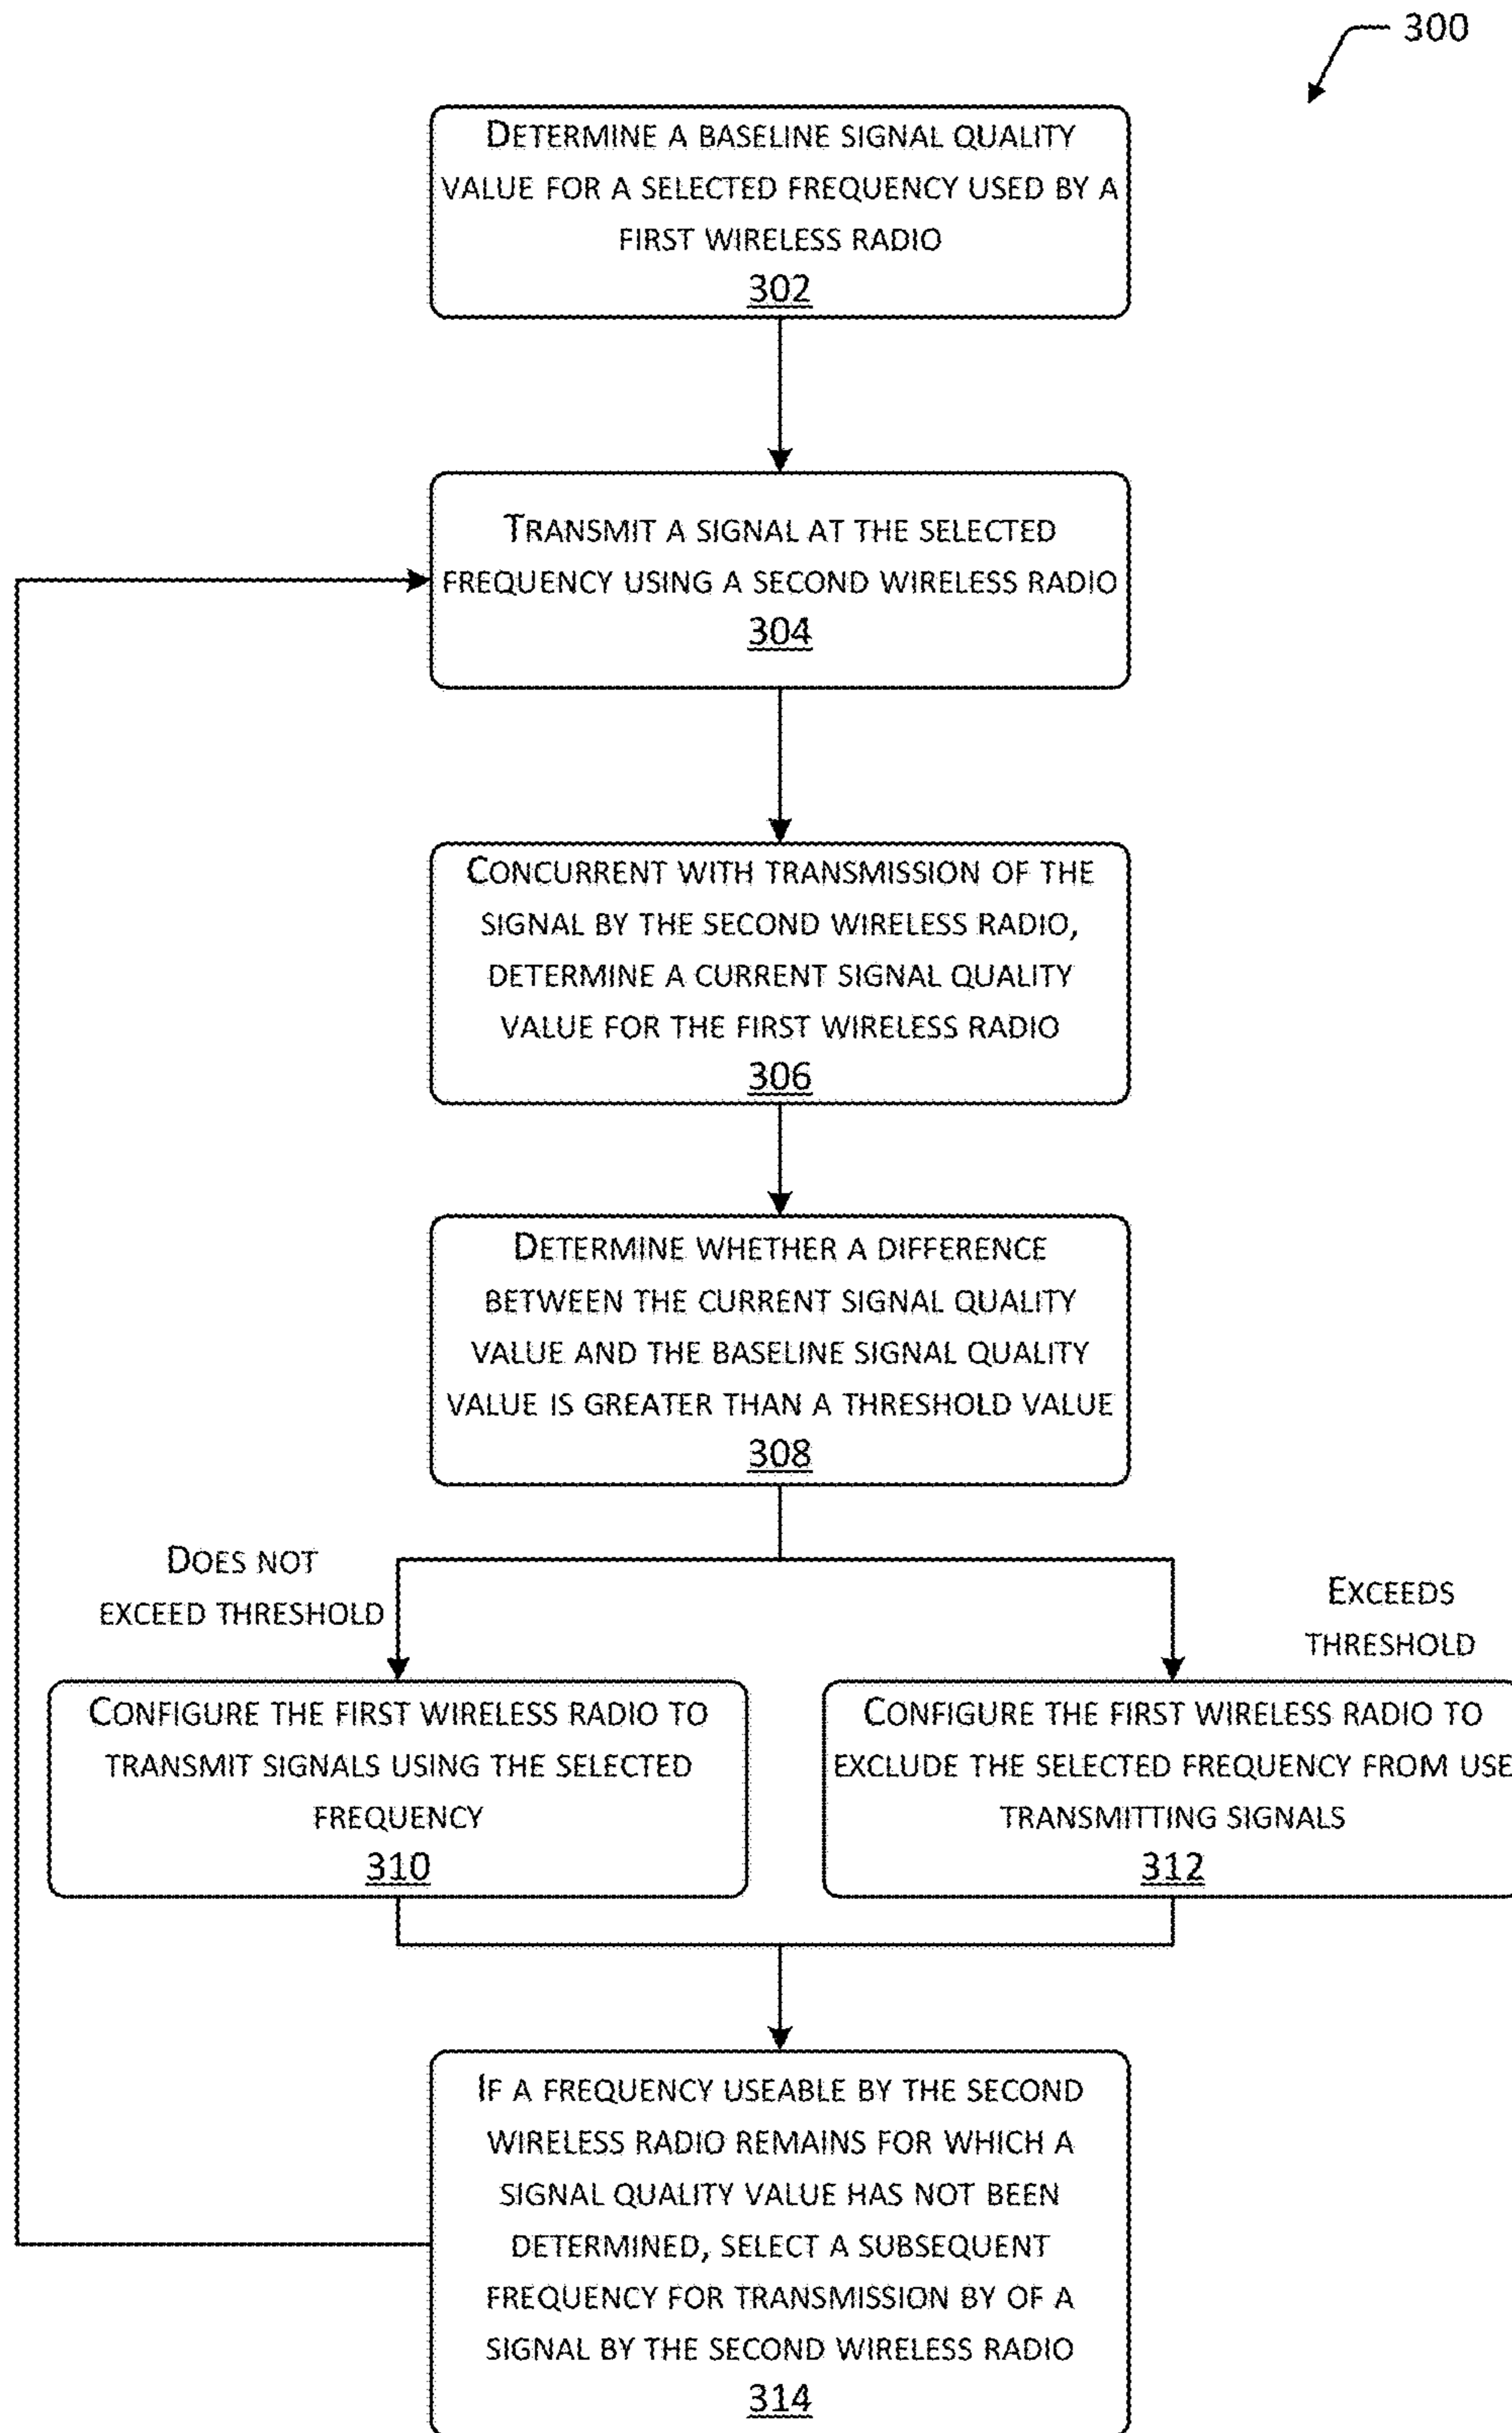 300
DETERMINE A BASELINE SIGNAL QUALITY
VALUE FOR A SELECTED FREQUENCY USED BY A
FIRST WIRELESS RADIO
302
TRANSMIT A SIGNAL AT THE SELECTED
FREQUENCY USING A SECOND WIRELESS RADIO
304
CONCURRENT WITH TRANSMISSION OF THE
SIGNAL BY THE SECOND WIRELESS RADIO,
DETERMINE A CURRENT SIGNAL QUALITY
VALUE FOR THE FIRST WIRELESS RADIO
306
DETERMINE WHETHER A DIFFERENCE
BETWEEN THE CURRENT SIGNAL QUALITY
VALUE AND THE BASELINE SIGNAL QUALITY
VALUE IS GREATER THAN A THRESHOLD VALUE
308
DOES NOT
EXCEED THRESHOLD
EXCEEDS
THRESHOLD
CONFIGURE THE FIRST WIRELESS RADIO TO
TRANSMIT SIGNALS USING THE SELECTED
FREQUENCY
310
CONFIGURE THE FIRST WIRELESS RADIO TO
EXCLUDE THE SELECTED FREQUENCY FROM USE
TRANSMITTING SIGNALS
312
IF A FREQUENCY USEABLE BY THE SECOND
WIRELESS RADIO REMAINS FOR WHICH A
SIGNAL QUALITY VALUE HAS NOT BEEN
DETERMINED, SELECT A SUBSEQUENT
FREQUENCY FOR TRANSMISSION BY OF A
SIGNAL BY THE SECOND WIRELESS RADIO
314